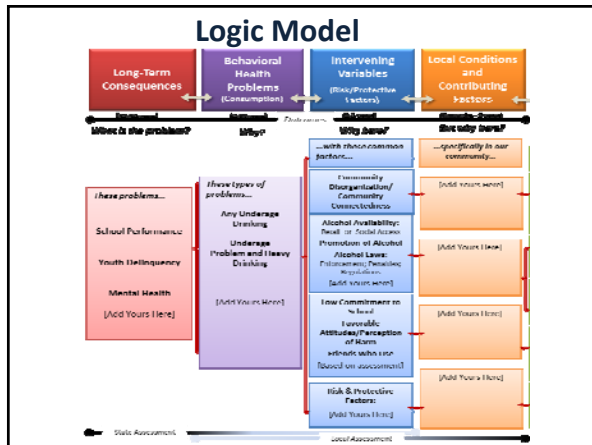 Logic Model
Long-Term
Consequences
Behavioral
Health
Problems
(Consumption)
Intervening
Variables
(Risk/Protective
Factors)
Local Conditions
and
Contributing
Factors
Outcomes
What is the problem?
Why?
Why here?
But why here?
These problems...
School Performance
Youth Delinquency
Mental Health
[Add Yours Here]
These types of
problems...
Any Underage
Drinking
Underage
Problem and Heavy
Drinking
[Add Yours Here]
...with these common
factors...
Community
Disorganization/
Community
Connectedness
Alcohol Availability:
Retail or Social Access
Promotion of Alcohol
Alcohol Laws:
Enforcement; Penalties;
Regulations
[Add Yours Here]
Low Commitment to
School
Favorable
Attitudes/Perception
of Harm
Friends Who Use
[Based on assessment]
Risk & Protective
Factors:
[Add Yours Here]
...specifically in our
community...
[Add Yours Here]
[Add Yours Here]
[Add Yours Here]
[Add Yours Here]
State Assessment
Local Assessment